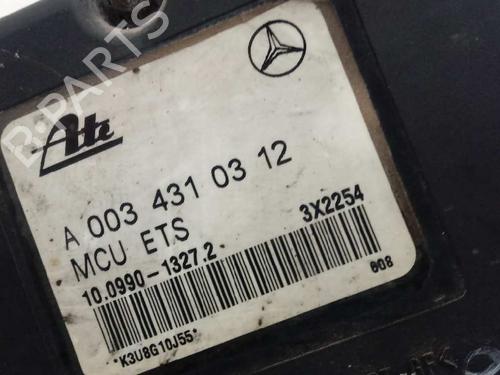 Ate
A 003 431 03 12
MCU ETS
10.0990-1327.2
3X2254
008
*K3U8G10J55*
B-PARTS